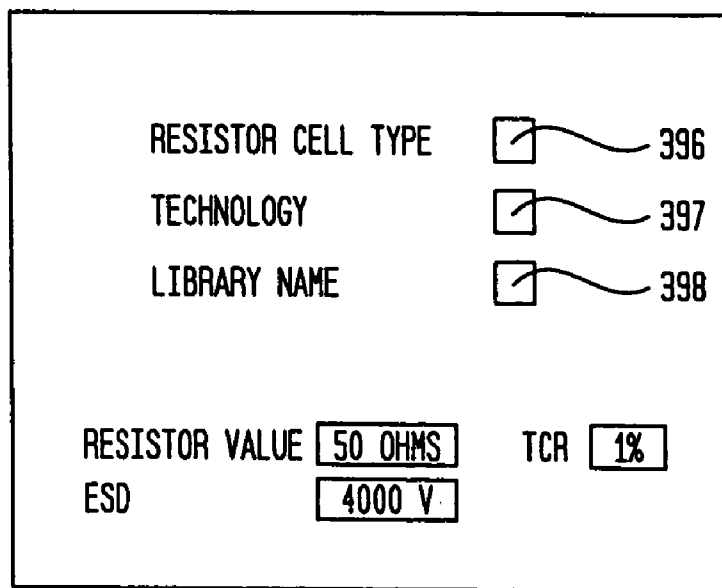 RESISTOR CELL TYPE 396
TECHNOLOGY 397
LIBRARY NAME 398
RESISTOR VALUE 50 OHMS TCR 1%
ESD 4000 V